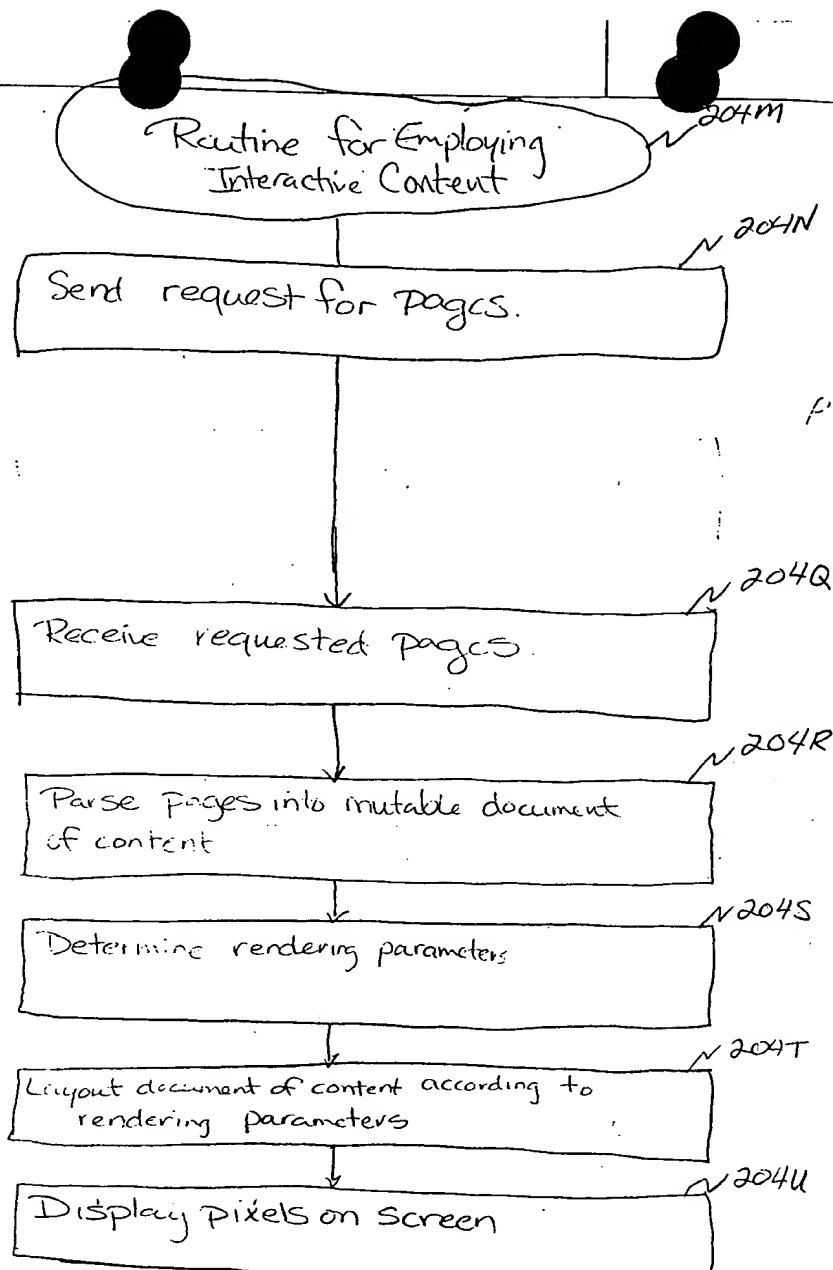 Routine for Employing
Interactive Content
204M
204N
Send request for pages.
204Q
Receive requested pages.
204R
Parse pages into mutable document
of content
204S
Determine rendering parameters
204T
Layout document of content according to
rendering parameters
204U
Display pixels on screen